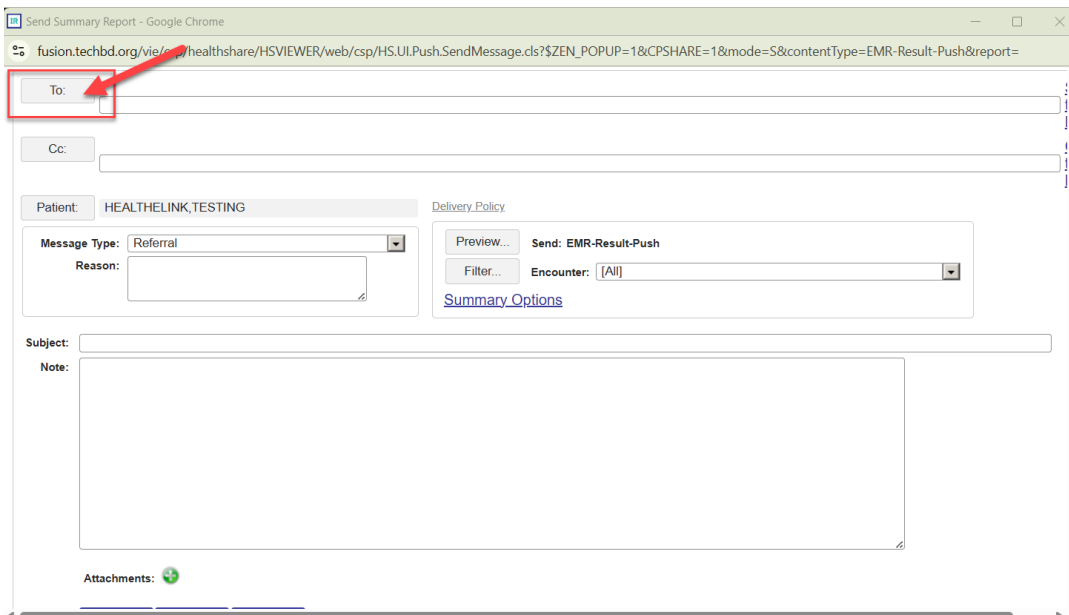 IR Send Summary Report - Google Chrome
fusion.techbd.org/vie/csp/healthshare/HSVIEWER/web/csp/HS.UI.Push.SendMessage.cls?$ZEN_POPUP=1&CPSHARE=1&mode=S&contentType=EMR-Result-Push&report=
To:
Cc:
Patient: HEALTHELINK,TESTING
Delivery Policy
Message Type: Referral
Reason:
Preview... Send: EMR-Result-Push
Filter... Encounter: [All]
Summary Options
Subject:
Note:
Attachments: